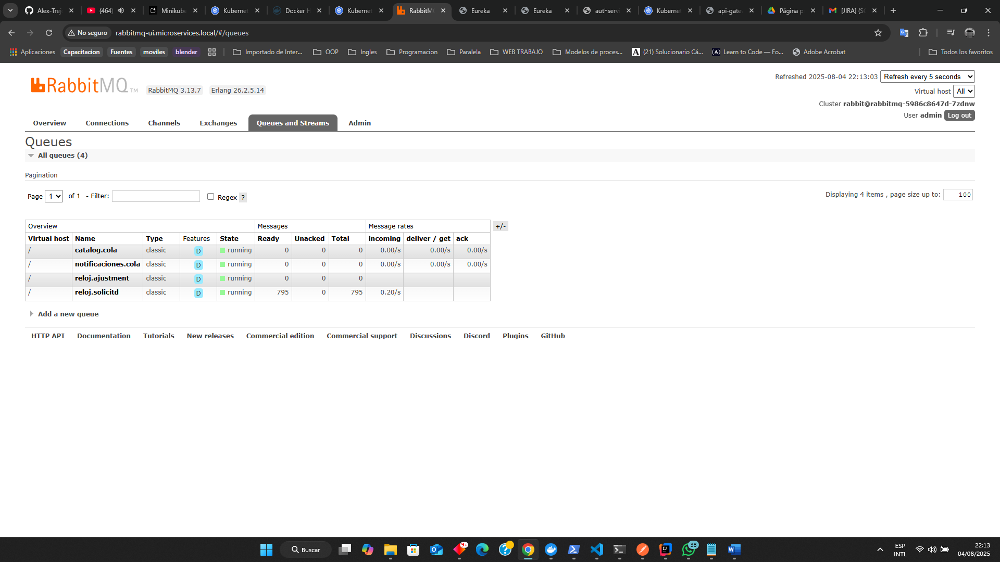 Alex-Trej
(464)
Minikube
Kubernet
Docker H
Kubernet
RabbitMQ
Eureka
Eureka
authserv
Kubernet
api-gate
Página p
[JIRA] (SC
No seguro
rabbitmq-ui.microservices.local/#/queues
Aplicaciones
Capacitacion
Fuentes
moviles
blender
Importado de Inter...
OOP
Ingles
Programacion
Paralela
WEB TRABAJO
Modelos de proces...
(21) Solucionario Cá...
Learn to Code — Fo...
Adobe Acrobat
Todos los favoritos
RabbitMQ TM
RabbitMQ 3.13.7
Erlang 26.2.5.14
Refreshed 2025-08-04 22:13:03 Refresh every 5 seconds
Virtual host All
Cluster rabbit@rabbitmq-5986c8647d-7zdnw
User admin Log out
Overview Connections Channels Exchanges Queues and Streams Admin
Queues
All queues (4)
Pagination
Page 1 of 1 - Filter: Regex ?
Displaying 4 items , page size up to: 100
Overview Messages Message rates +/-
Virtual host Name Type Features State Ready Unacked Total incoming deliver / get ack
/ catalog.cola classic D running 0 0 0 0.00/s 0.00/s 0.00/s
/ notificaciones.cola classic D running 0 0 0 0.00/s 0.00/s 0.00/s
/ reloj.ajustment classic D running 0 0 0
/ reloj.solicitd classic D running 795 0 795 0.20/s
Add a new queue
HTTP API Documentation Tutorials New releases Commercial edition Commercial support Discussions Discord Plugins GitHub
Buscar
9+
38
ESP
INTL
22:13
04/08/2025